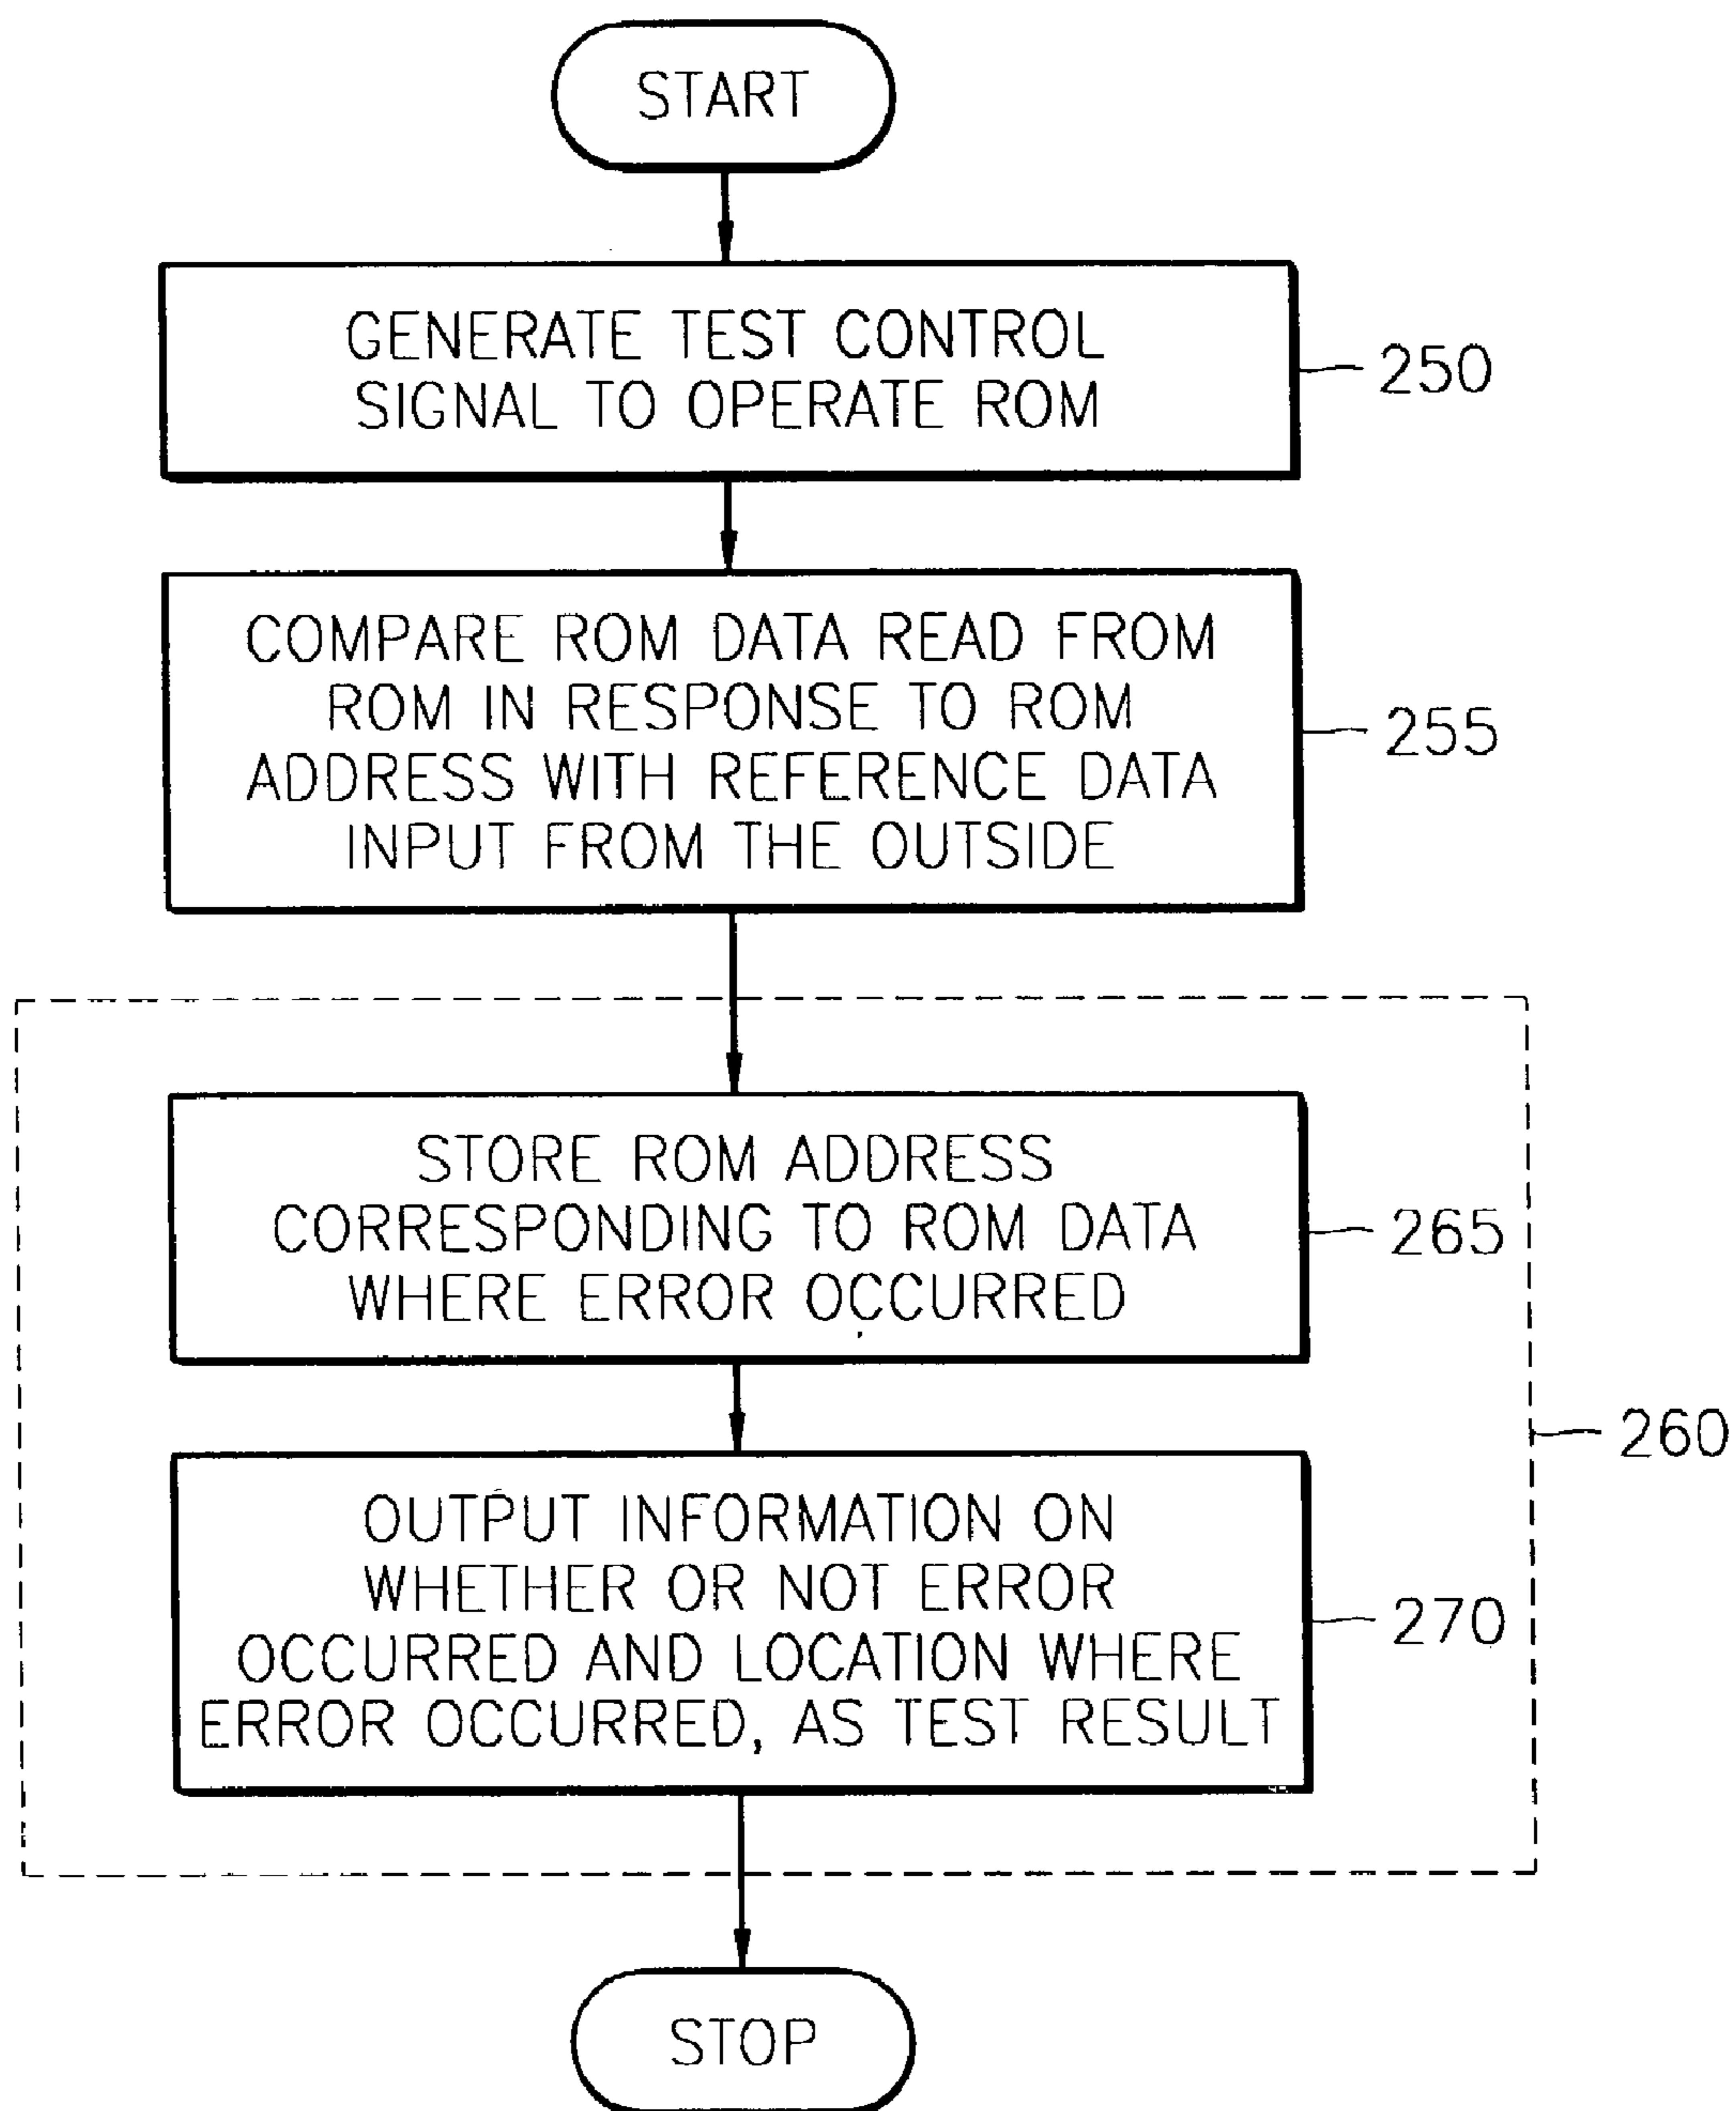 START
GENERATE TEST CONTROL
SIGNAL TO OPERATE ROM
250
COMPARE ROM DATA READ FROM
ROM IN RESPONSE TO ROM
ADDRESS WITH REFERENCE DATA
INPUT FROM THE OUTSIDE
255
STORE ROM ADDRESS
CORRESPONDING TO ROM DATA
WHERE ERROR OCCURRED
265
260
OUTPUT INFORMATION ON
WHETHER OR NOT ERROR
OCCURRED AND LOCATION WHERE
ERROR OCCURRED, AS TEST RESULT
270
STOP